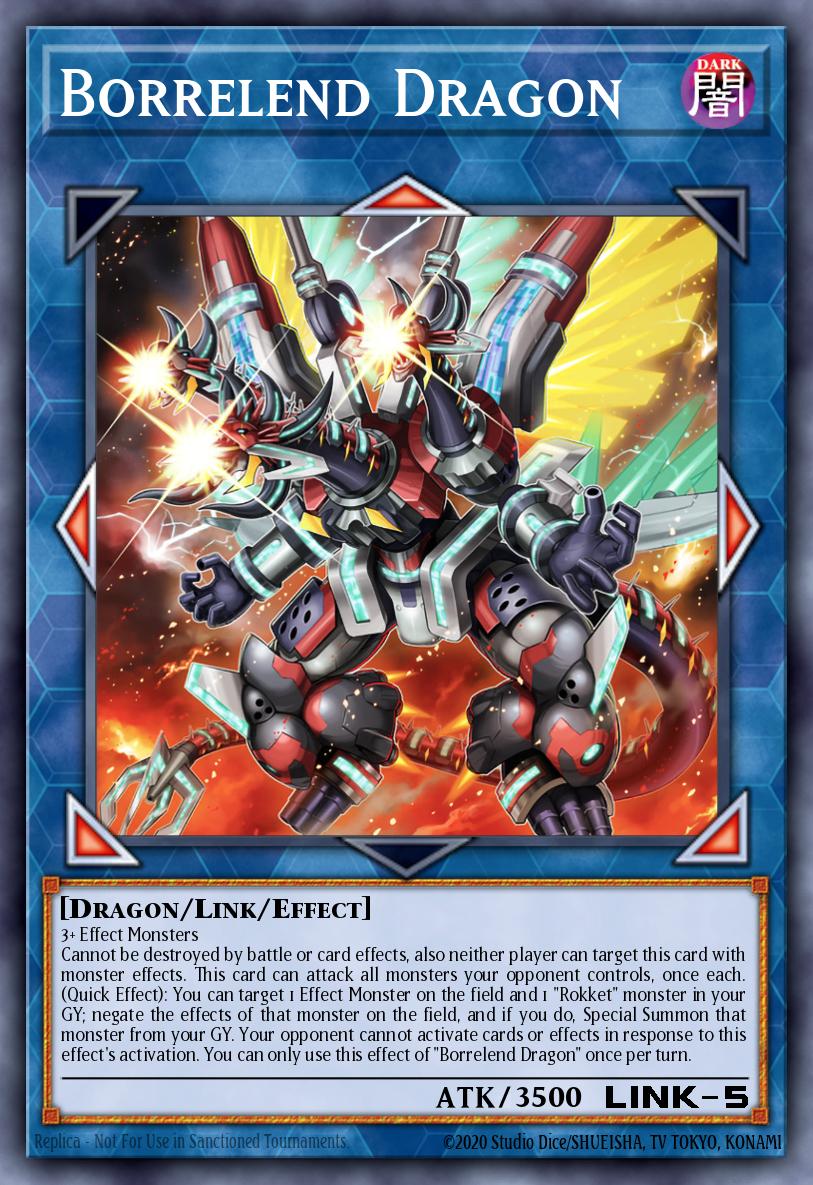 Borrelend Dragon
DARK
闇
[Dragon/Link/Effect]
3+ Effect Monsters
Cannot be destroyed by battle or card effects, also neither player can target this card with
monster effects. This card can attack all monsters your opponent controls, once each.
(Quick Effect): You can target 1 Effect Monster on the field and 1 "Rokket" monster in your
GY; negate the effects of that monster on the field, and if you do, Special Summon that
monster from your GY. Your opponent cannot activate cards or effects in response to this
effect's activation. You can only use this effect of "Borrelend Dragon" once per turn.
ATK/3500 LINK-5
Replica - Not For Use in Sanctioned Tournaments.
©2020 Studio Dice/SHUEISHA, TV TOKYO, KONAMI